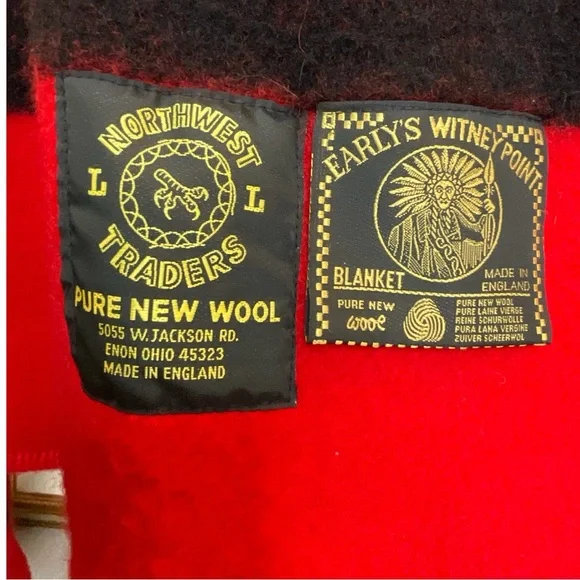 NORTHWEST
L L
TRADERS
PURE NEW WOOL
5055 W. JACKSON RD.
ENON OHIO 45323
MADE IN ENGLAND
EARLY'S WITNEY POINT
BLANKET
MADE IN
ENGLAND
PURE NEW
wool
PURE NEW WOOL
PURE LAINE VIERGE
REINE SCHURWOLLE
PURA LANA VERGINE
ZUIVER SCHEERWOL